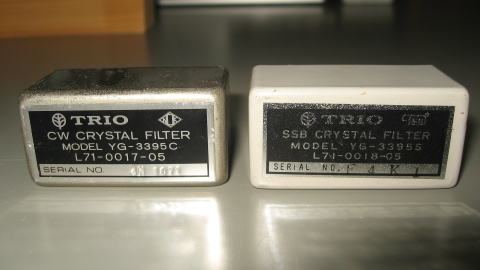 TRIO
CW CRYSTAL FILTER
MODEL YG-3395C
L71-0017-05
SERIAL NO.
TRIO
SSB CRYSTAL FILTER
MODEL YG-3395S
L71-0018-05
SERIAL NO.